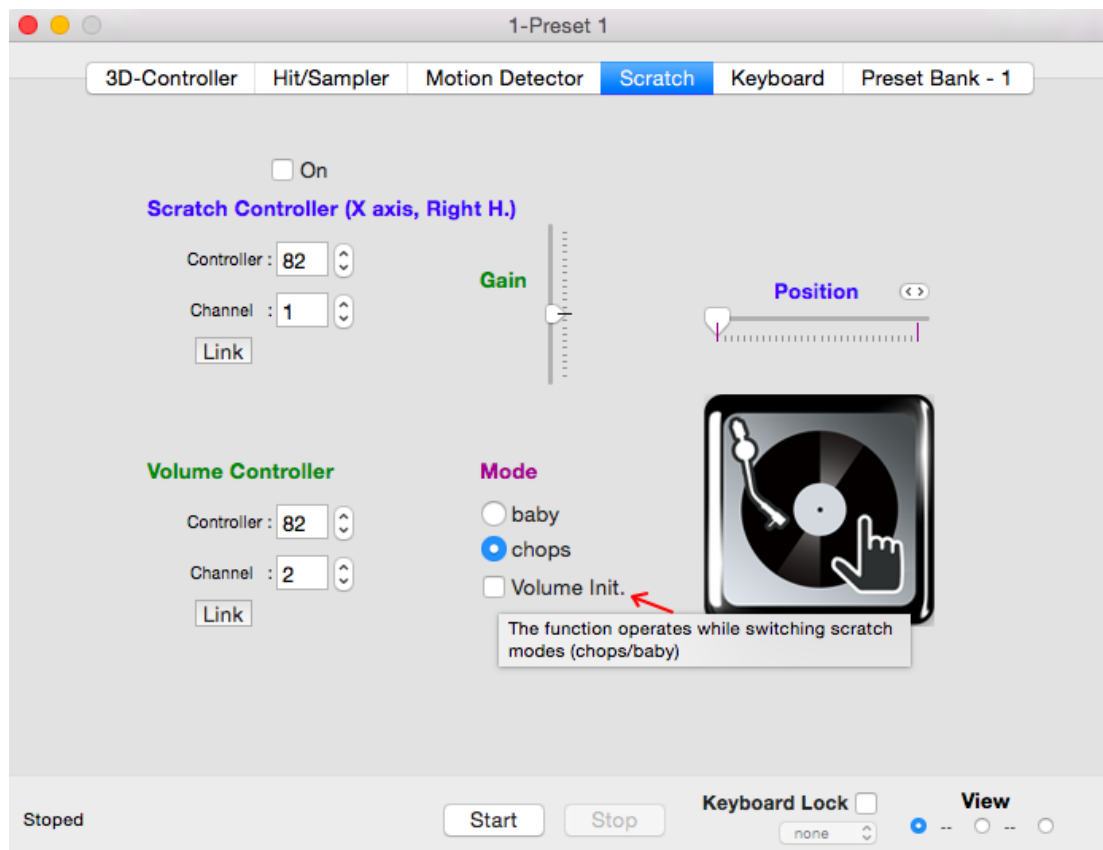 1-Preset 1
3D-Controller Hit/Sampler Motion Detector Scratch Keyboard Preset Bank - 1
On
Scratch Controller (X axis, Right H.)
Controller : 82
Gain
Position
Channel : 1
Link
Volume Controller
Mode
Controller : 82
baby
chops
Channel : 2
Volume Init.
Link
The function operates while switching scratch
modes (chops/baby)
Stoped
Start
Stop
Keyboard Lock
none
View
-- --